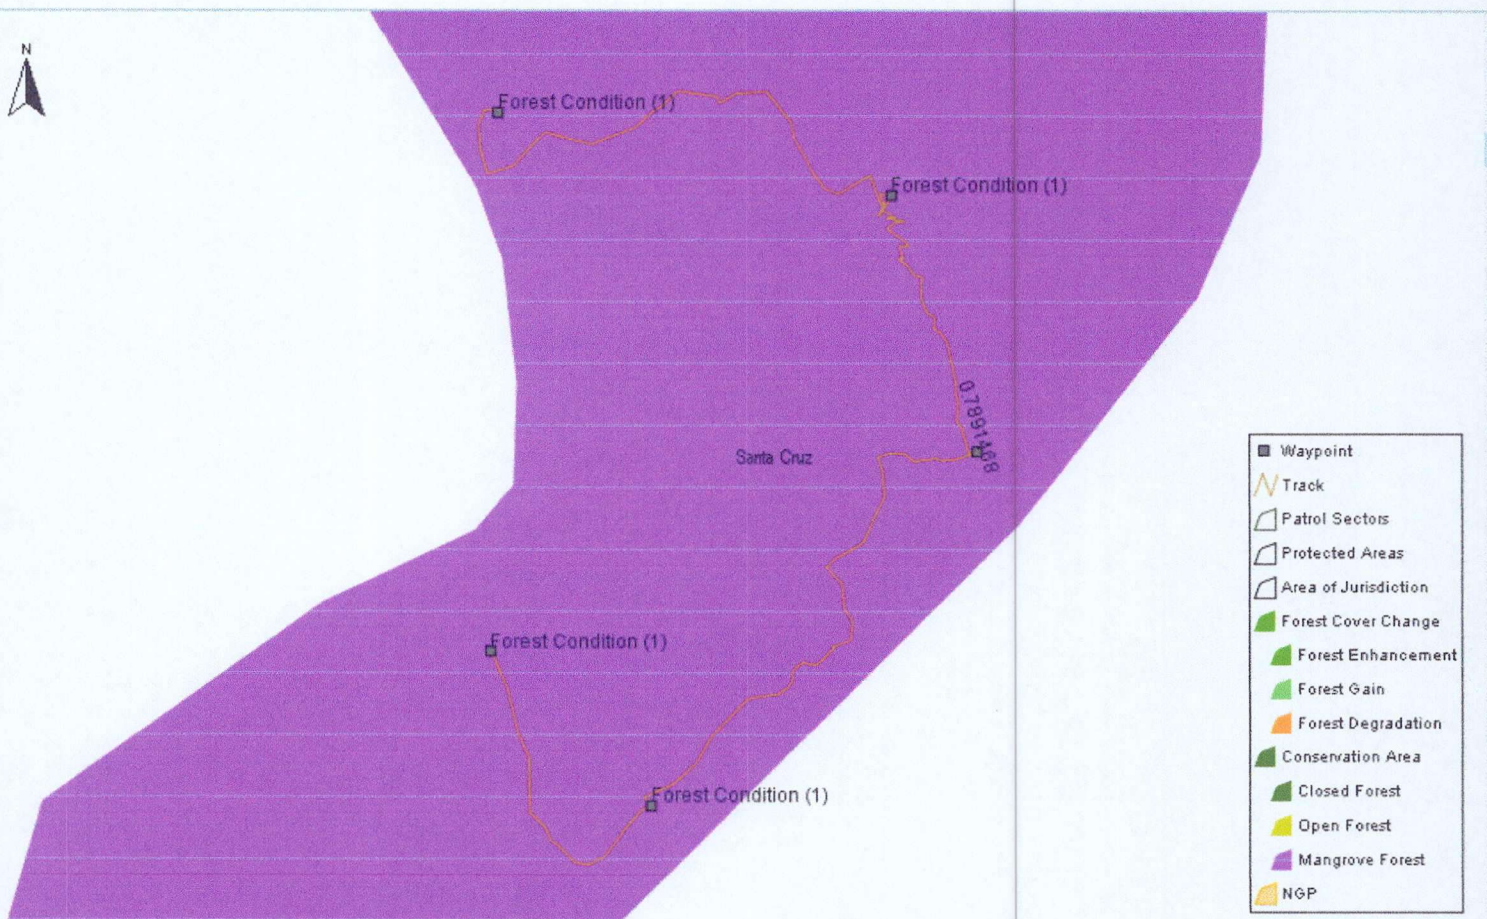 N
Forest Condition (1)
Forest Condition (1)
0.7891468
Santa Cruz
Forest Condition (1)
Forest Condition (1)
Waypoint
Track
Patrol Sectors
Protected Areas
Area of Jurisdiction
Forest Cover Change
Forest Enhancement
Forest Gain
Forest Degradation
Conservation Area
Closed Forest
Open Forest
Mangrove Forest
NGP